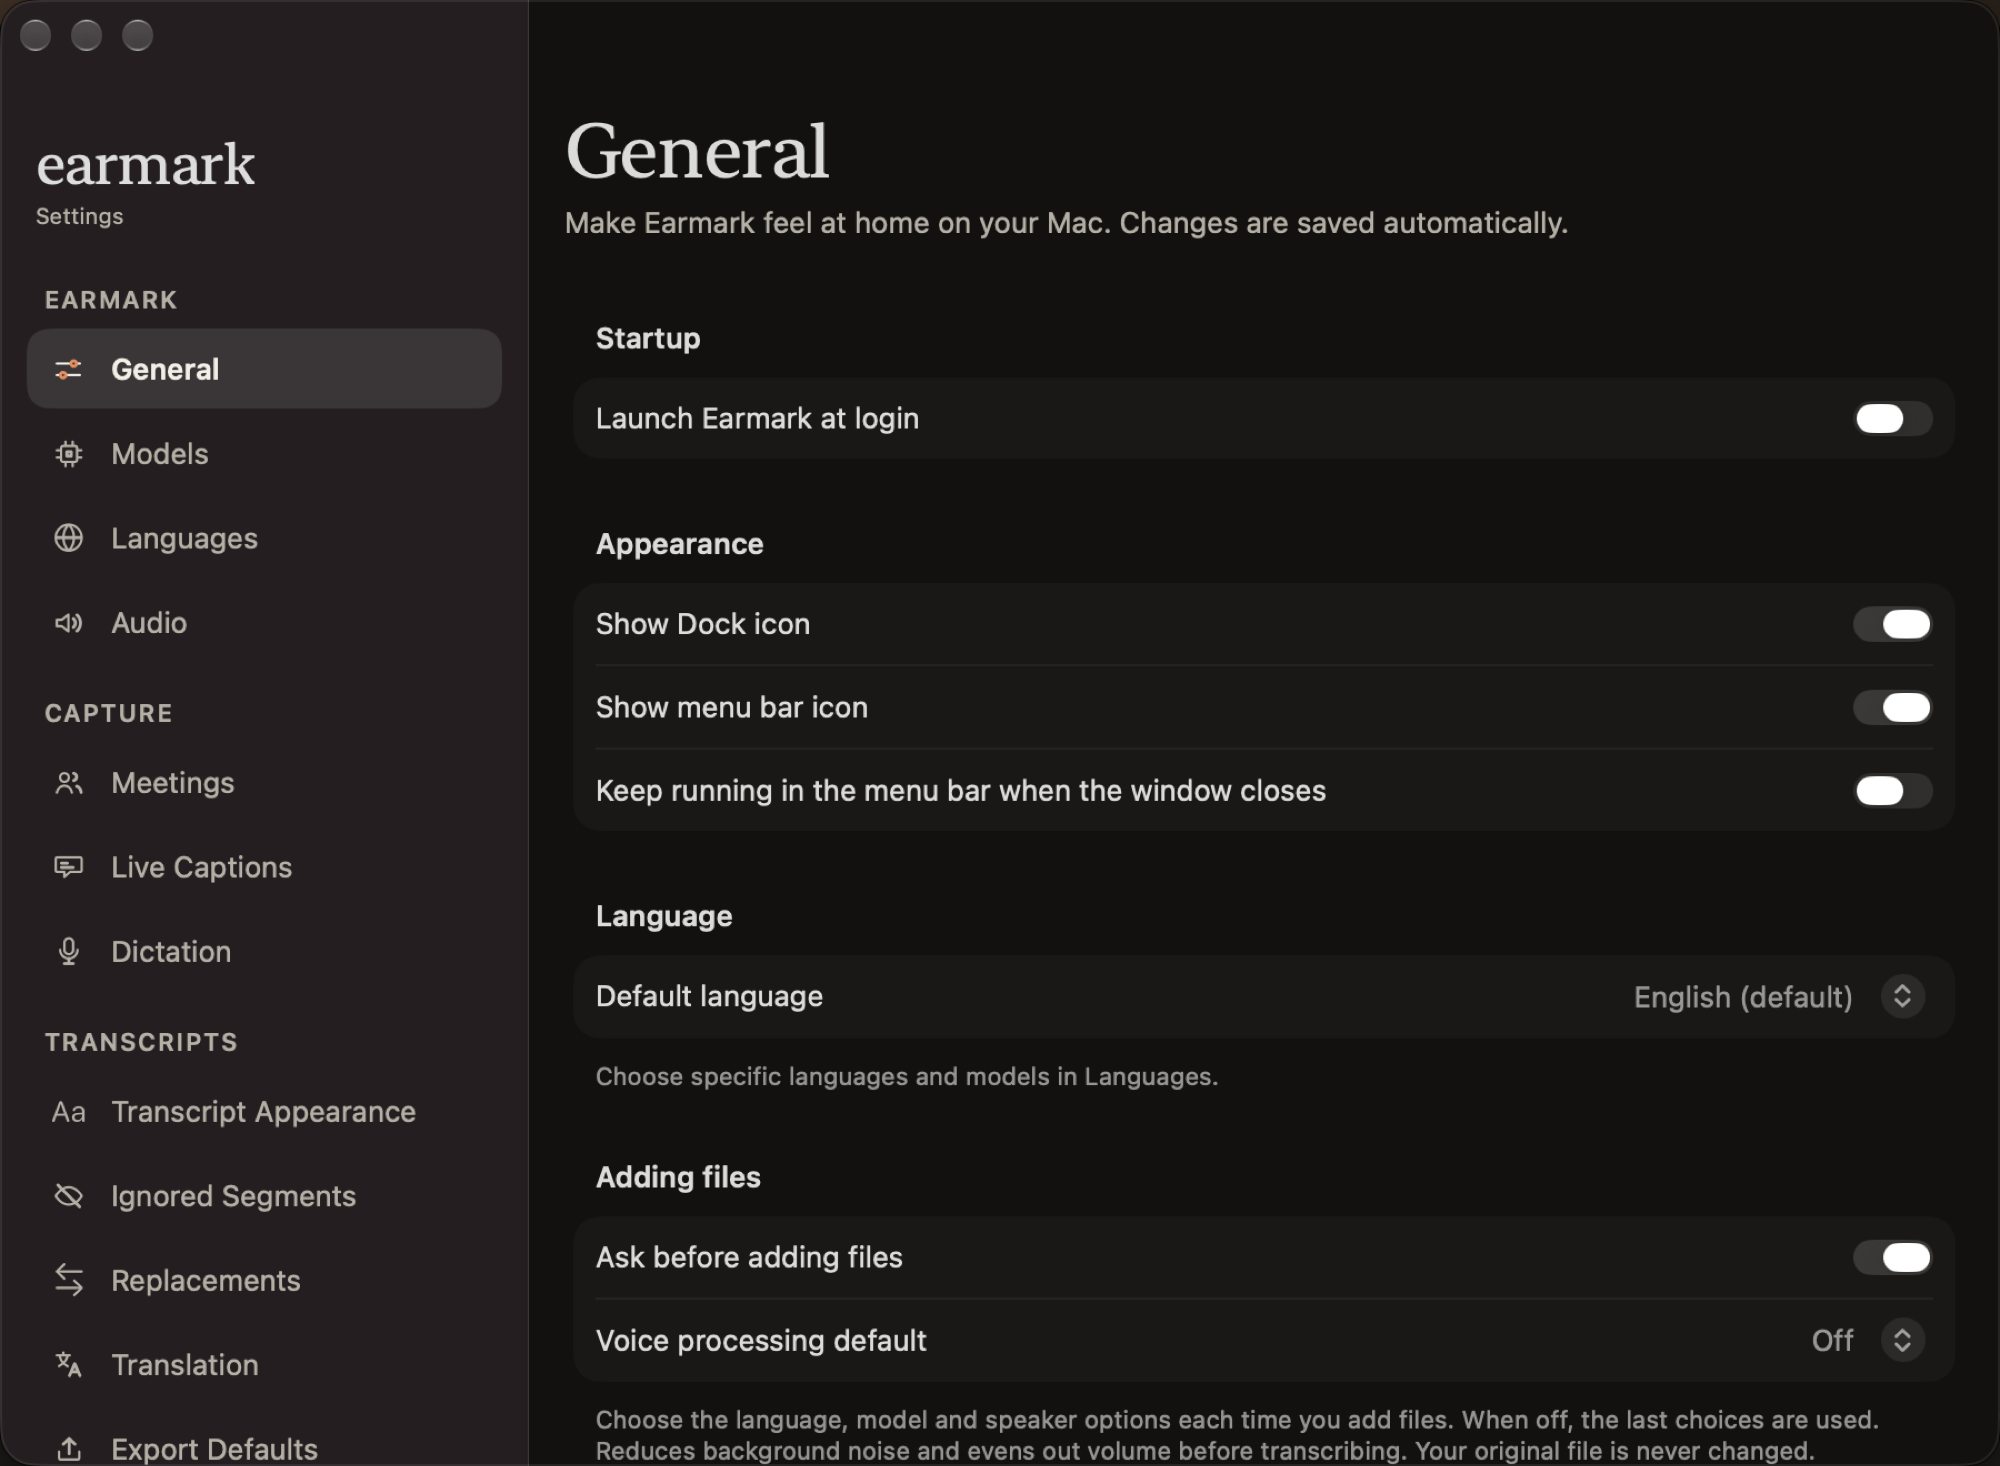 earmark
Settings
EARMARK
General
Models
Languages
Audio
CAPTURE
Meetings
Live Captions
Dictation
TRANSCRIPTS
Aa Transcript Appearance
Ignored Segments
Replacements
Translation
Export Defaults
General
Make Earmark feel at home on your Mac. Changes are saved automatically.
Startup
Launch Earmark at login
Appearance
Show Dock icon
Show menu bar icon
Keep running in the menu bar when the window closes
Language
Default language English (default)
Choose specific languages and models in Languages.
Adding files
Ask before adding files
Voice processing default Off
Choose the language, model and speaker options each time you add files. When off, the last choices are used.
Reduces background noise and evens out volume before transcribing. Your original file is never changed.